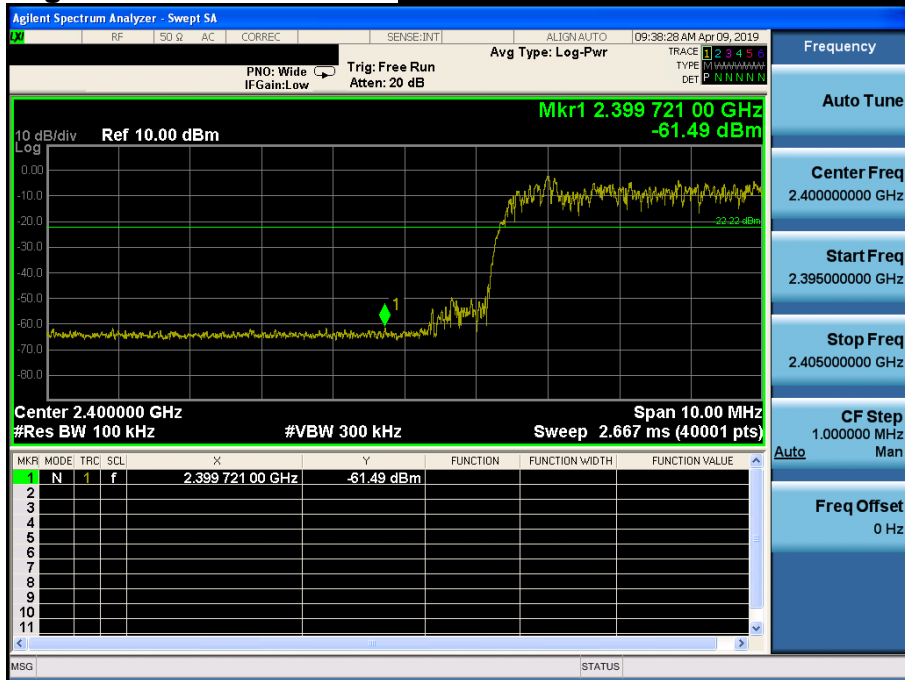 Agilent Spectrum Analyzer - Swept SA
LXI RF 50 Ω AC CORREC SENSE:INT ALIGN AUTO 09:38:28 AM Apr 09, 2019
Avg Type: Log-Pwr
TRACE 1 2 3 4 5 6
PNO: Wide Trig: Free Run
TYPE M
IFGain:Low Atten: 20 dB
DET P N N N N N
Mkr1 2.399 721 00 GHz
-61.49 dBm
10 dB/div Ref 10.00 dBm
Log
0.00
-10.0
-20.0
-22.22 dBm
-30.0
-40.0
-50.0
1
-60.0
-70.0
-80.0
Center 2.400000 GHz Span 10.00 MHz
#Res BW 100 kHz #VBW 300 kHz Sweep 2.667 ms (40001 pts)
MKR MODE TRC SCL X Y FUNCTION FUNCTION WIDTH FUNCTION VALUE
1 N 1 f 2.399 721 00 GHz -61.49 dBm
2
3
4
5
6
7
8
9
10
11
MSG STATUS
Frequency
Auto Tune
Center Freq
2.400000000 GHz
Start Freq
2.395000000 GHz
Stop Freq
2.405000000 GHz
CF Step
1.000000 MHz
Auto Man
Freq Offset
0 Hz